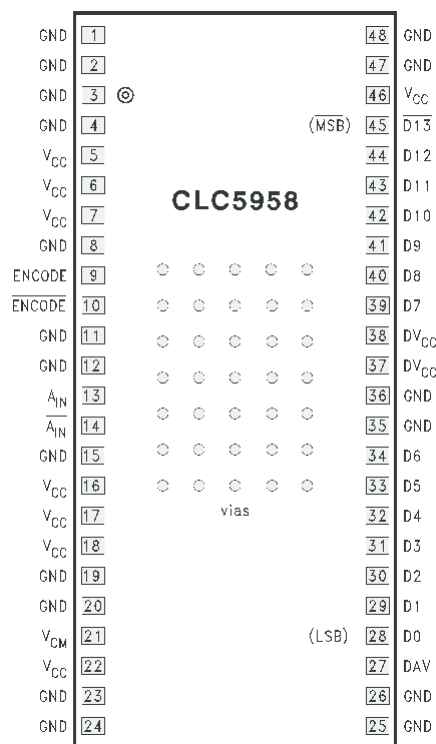 GND 1 48 GND
GND 2 47 GND
GND 3 46 VCC
GND 4 (MSB) 45 D13
VCC 5 44 D12
VCC 6 43 D11
VCC 7 CLC5958 42 D10
GND 8 41 D9
ENCODE 9 40 D8
ENCODE 10 39 D7
GND 11 38 DVCC
GND 12 37 DVCC
AIN 13 36 GND
AIN 14 35 GND
GND 15 34 D6
VCC 16 33 D5
VCC 17 vias 32 D4
VCC 18 31 D3
GND 19 30 D2
GND 20 29 D1
VCM 21 (LSB) 28 D0
VCC 22 27 DAV
GND 23 26 GND
GND 24 25 GND